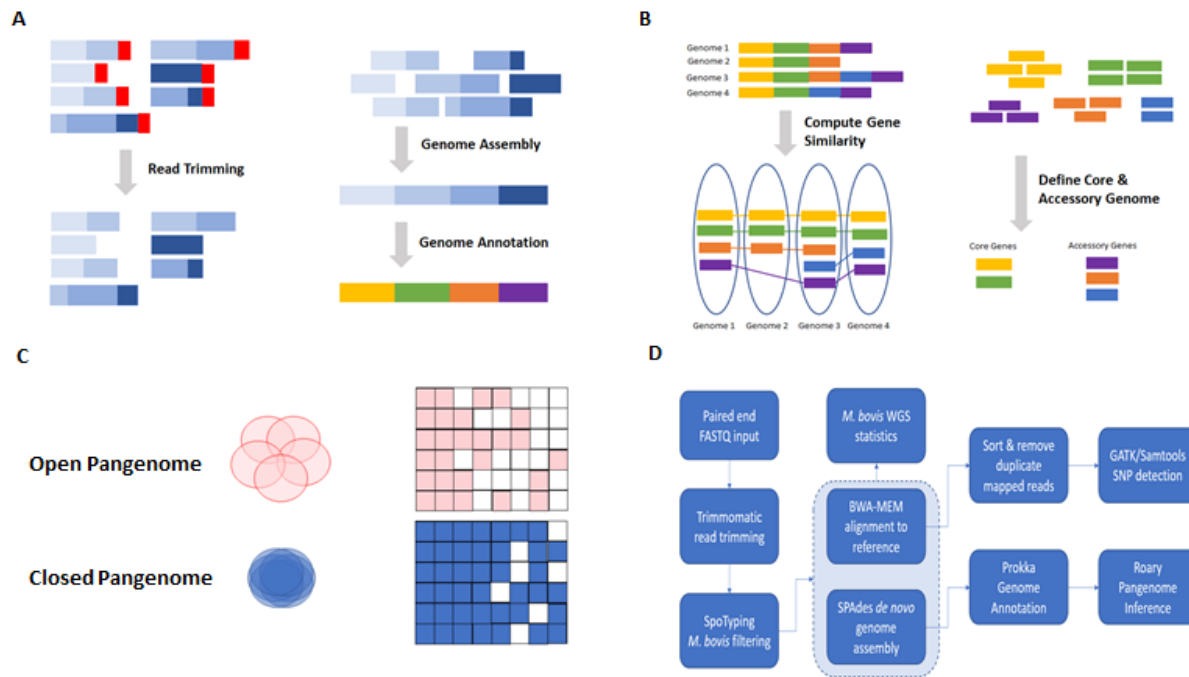 A
Read Trimming
Genome Assembly
Genome Annotation
B
Genome 1
Genome 2
Genome 3
Genome 4
Compute Gene
Similarity
Genome 1
Genome 2
Genome 3
Genome 4
Define Core &
Accessory Genome
Core Genes
Accessory Genes
C
Open Pangenome
Closed Pangenome
D
Paired end
FASTQ input
Trimmomatic
read trimming
SpoTyping
M. bovis filtering
M. bovis WGS
statistics
BWA-MEM
alignment to
reference
SPAdes de novo
genome
assembly
Sort & remove
duplicate
mapped reads
GATK/Samtools
SNP detection
Prokka
Genome
Annotation
Roary
Pangenome
Inference